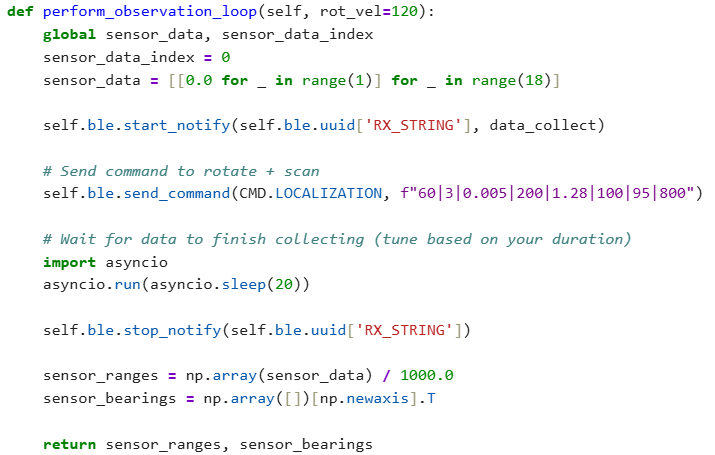 def perform_observation_loop(self, rot_vel=120):
    global sensor_data, sensor_data_index
    sensor_data_index = 0
    sensor_data = [[0.0 for _ in range(1)] for _ in range(18)]

    self.ble.start_notify(self.ble.uuid['RX_STRING'], data_collect)

    # Send command to rotate + scan
    self.ble.send_command(CMD.LOCALIZATION, f"60|3|0.005|200|1.28|100|95|800")

    # Wait for data to finish collecting (tune based on your duration)
    import asyncio
    asyncio.run(asyncio.sleep(20))

    self.ble.stop_notify(self.ble.uuid['RX_STRING'])

    sensor_ranges = np.array(sensor_data) / 1000.0
    sensor_bearings = np.array([])[np.newaxis].T

    return sensor_ranges, sensor_bearings